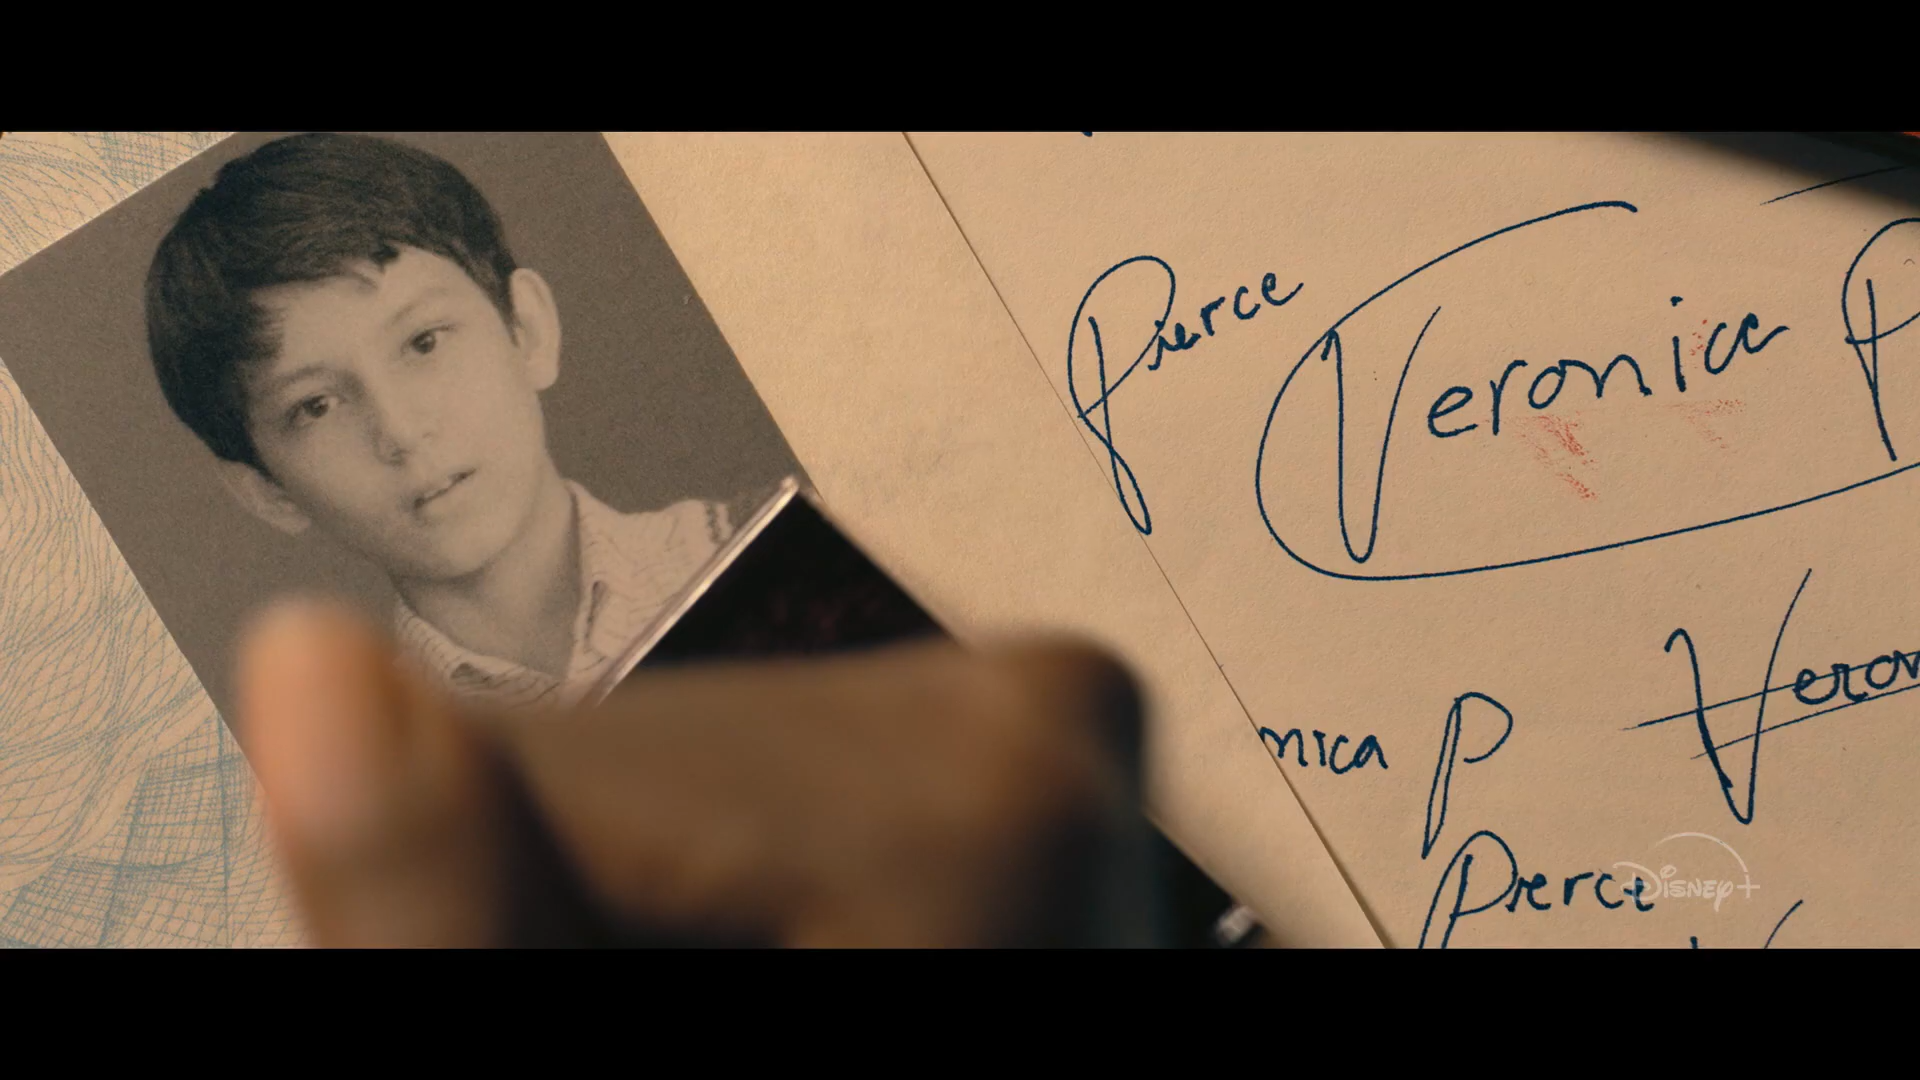 Pierce
Veronica P
Veron
nica P
Pierce
Disney+